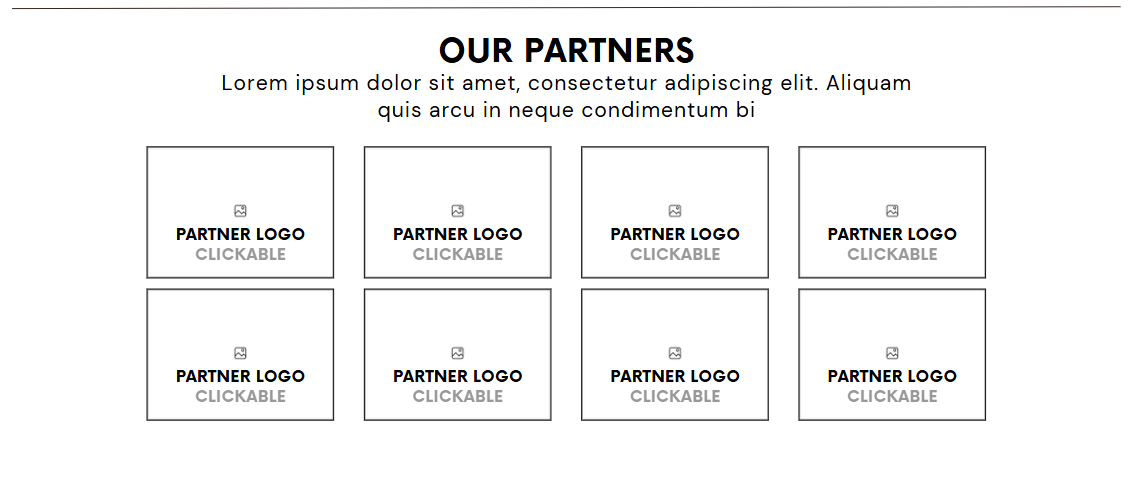 OUR PARTNERS
Lorem ipsum dolor sit amet, consectetur adipiscing elit. Aliquam
quis arcu in neque condimentum bi
PARTNER LOGO PARTNER LOGO PARTNER LOGO PARTNER LOGO
CLICKABLE CLICKABLE CLICKABLE CLICKABLE
PARTNER LOGO PARTNER LOGO PARTNER LOGO PARTNER LOGO
CLICKABLE CLICKABLE CLICKABLE CLICKABLE